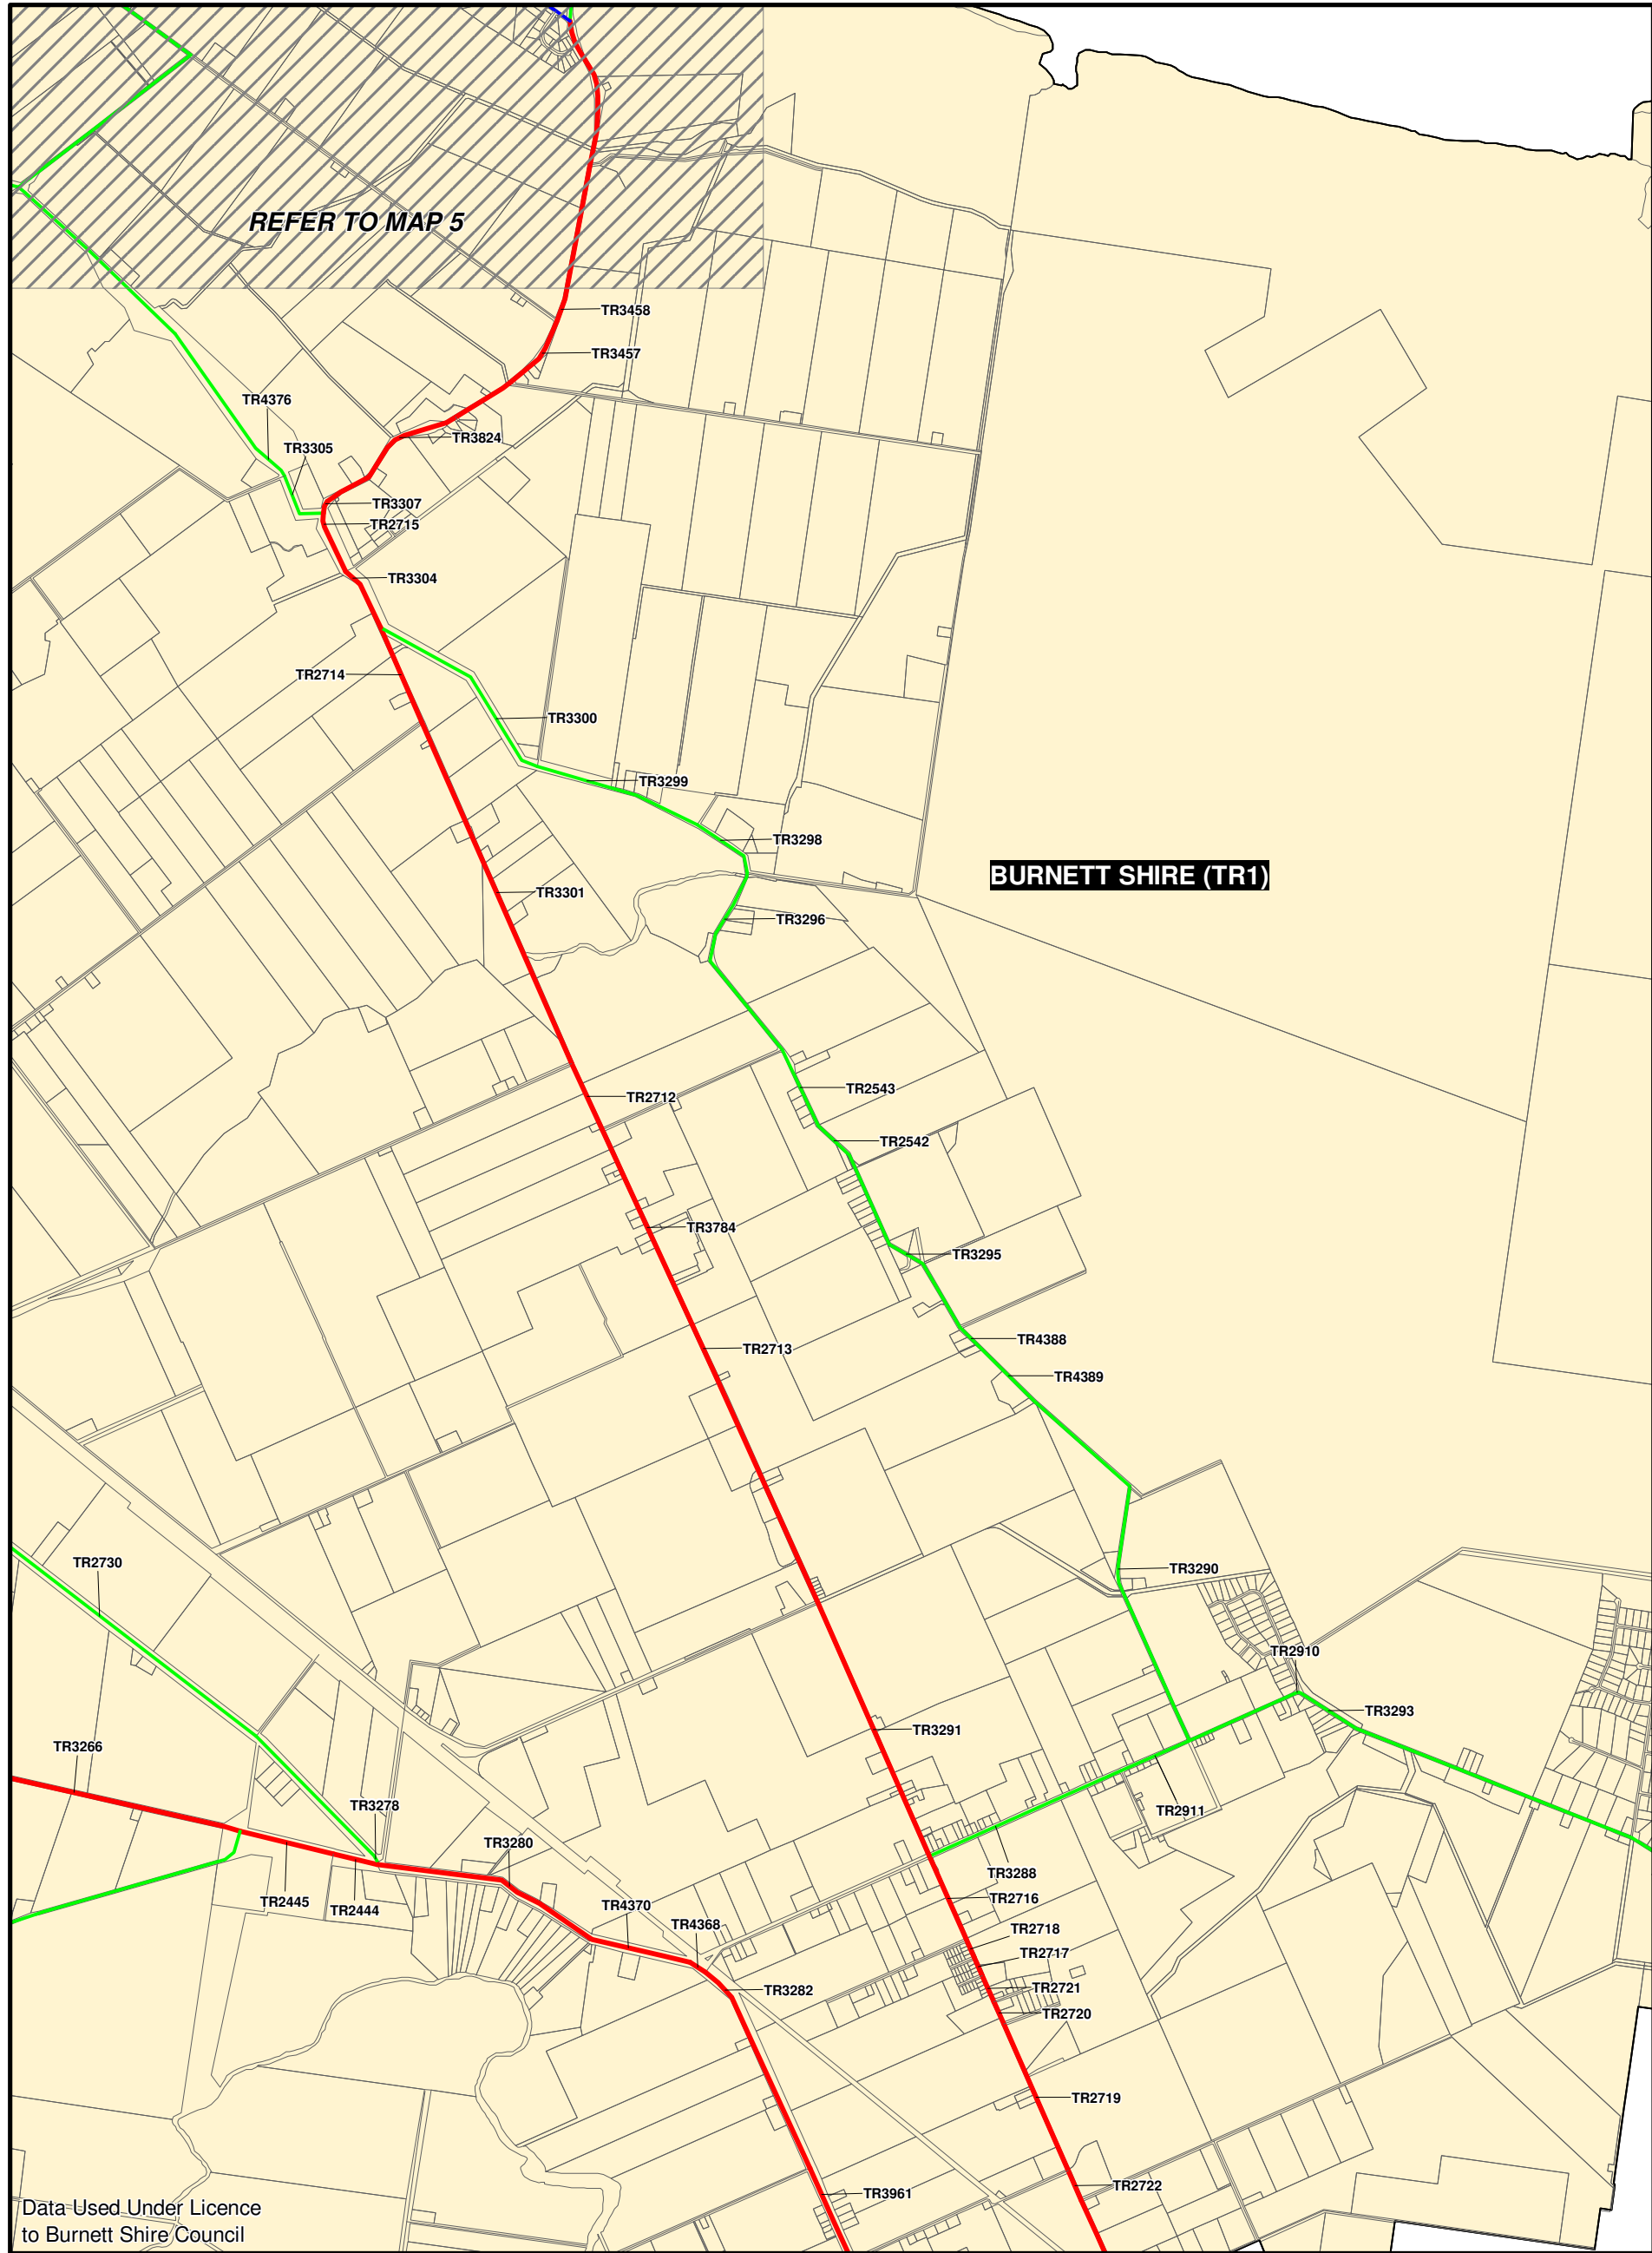 REFER TO MAP 5
TR3458
TR3457
TR4376
TR3824
TR3305
TR3307
TR2715
TR3304
TR2714
TR3300
TR3299
TR3298
BURNETT SHIRE (TR1)
TR3301
TR3296
TR2543
TR2712
TR2542
TR3784
TR3295
TR4388
TR2713
TR4389
TR2730
TR3290
TR2910
TR3293
TR3291
TR3266
TR3278
TR2911
TR3280
TR3288
TR2716
TR2445
TR4370
TR2444
TR4368
TR2718
TR2717
TR2721
TR3282
TR2720
TR2719
TR2722
TR3961
Data Used Under Licence
to Burnett Shire Council